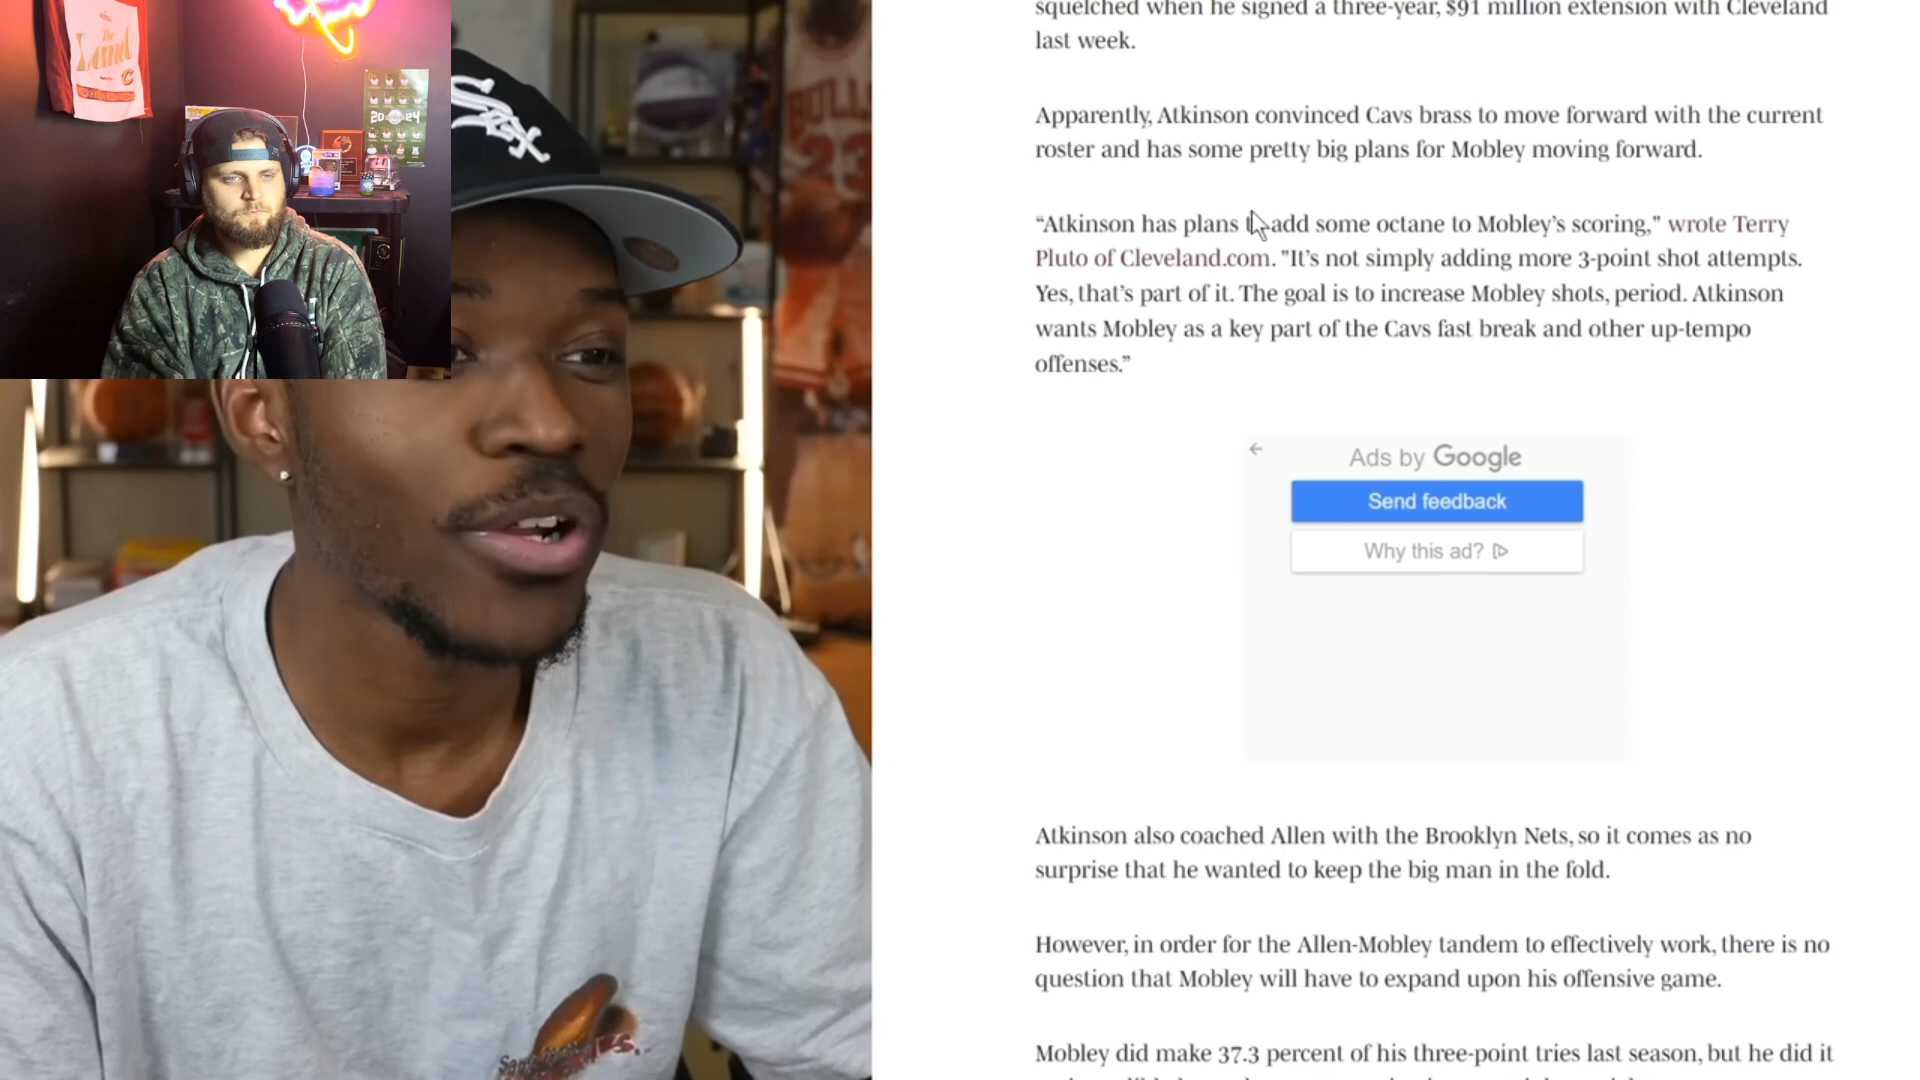 The
Land
20 24
Sox
BULLS
23
squelched when he signed a three-year, $91 million extension with Cleveland
last week.
Apparently, Atkinson convinced Cavs brass to move forward with the current
roster and has some pretty big plans for Mobley moving forward.
“Atkinson has plans to add some octane to Mobley’s scoring," wrote Terry
Pluto of Cleveland.com. "It’s not simply adding more 3-point shot attempts.
Yes, that’s part of it. The goal is to increase Mobley shots, period. Atkinson
wants Mobley as a key part of the Cavs fast break and other up-tempo
offenses.”
Ads by Google
Send feedback
Why this ad?
Atkinson also coached Allen with the Brooklyn Nets, so it comes as no
surprise that he wanted to keep the big man in the fold.
However, in order for the Allen-Mobley tandem to effectively work, there is no
question that Mobley will have to expand upon his offensive game.
Mobley did make 37.3 percent of his three-point tries last season, but he did it